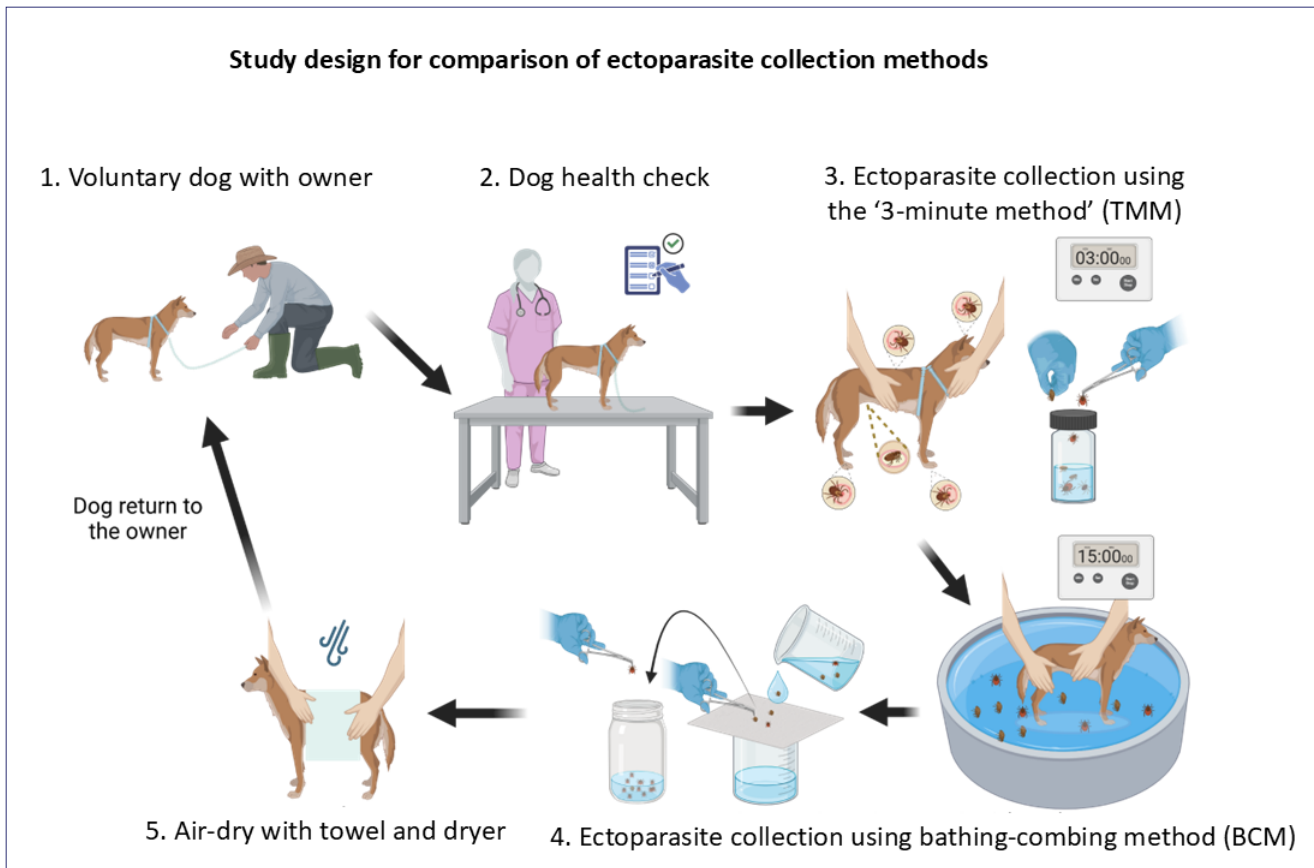 Study design for comparison of ectoparasite collection methods
1. Voluntary dog with owner
2. Dog health check
3. Ectoparasite collection using
the ‘3-minute method’ (TMM)
03:00 00
15:00 00
Dog return to
the owner
5. Air-dry with towel and dryer
4. Ectoparasite collection using bathing-combing method (BCM)